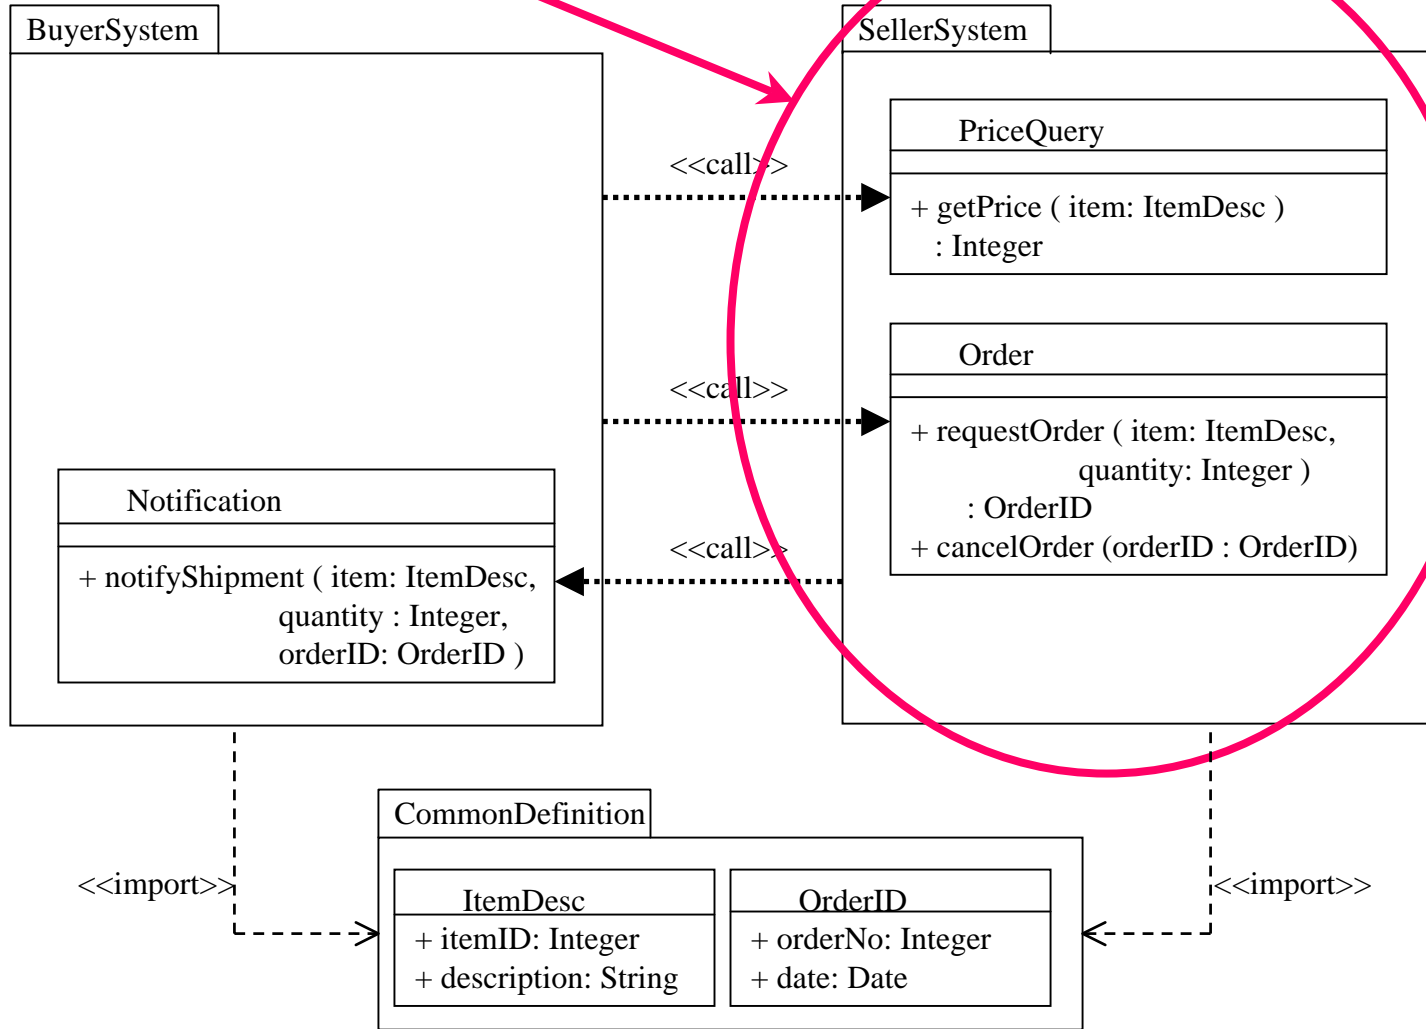 BuyerSystem
SellerSystem
PriceQuery
<<call>>
+ getPrice ( item: ItemDesc )
: Integer
Order
<<call>>
+ requestOrder ( item: ItemDesc,
quantity: Integer )
: OrderID
+ cancelOrder (orderID : OrderID)
Notification
<<call>>
+ notifyShipment ( item: ItemDesc,
quantity : Integer,
orderID: OrderID )
CommonDefinition
<<import>>
<<import>>
ItemDesc
+ itemID: Integer
+ description: String
OrderID
+ orderNo: Integer
+ date: Date